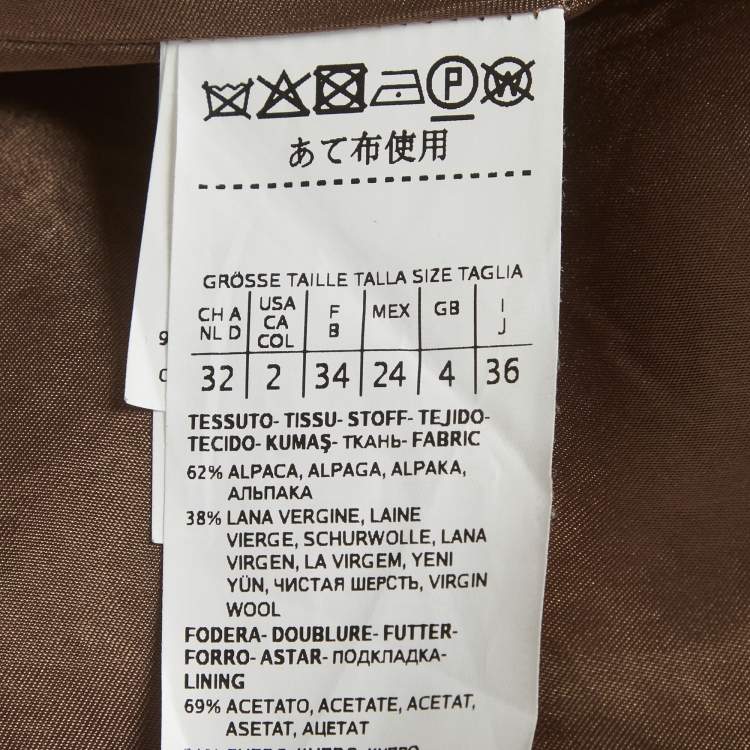 P W
あて布使用
GRÖSSE TAILLE TALLA SIZE TAGLIA
CH A NL D USA CA COL F B MEX GB I J
32 2 34 24 4 36
TESSUTO- TISSU- STOFF- TEJIDO-
TECIDO- KUMAŞ- ТКАНЬ- FABRIC
62% ALPACA, ALPAGA, ALPAKA,
АЛЬПАКА
38% LANA VERGINE, LAINE
VIERGE, SCHURWOLLE, LANA
VIRGEN, LA VIRGEM, YENI
YÜN, ЧИСТАЯ ШЕРСТЬ, VIRGIN
WOOL
FODERA- DOUBLURE- FUTTER-
FORRO- ASTAR- ПОДКЛАДКА-
LINING
69% ACETATO, ACETATE, ACETAT,
ASETAT, АЦЕТАТ